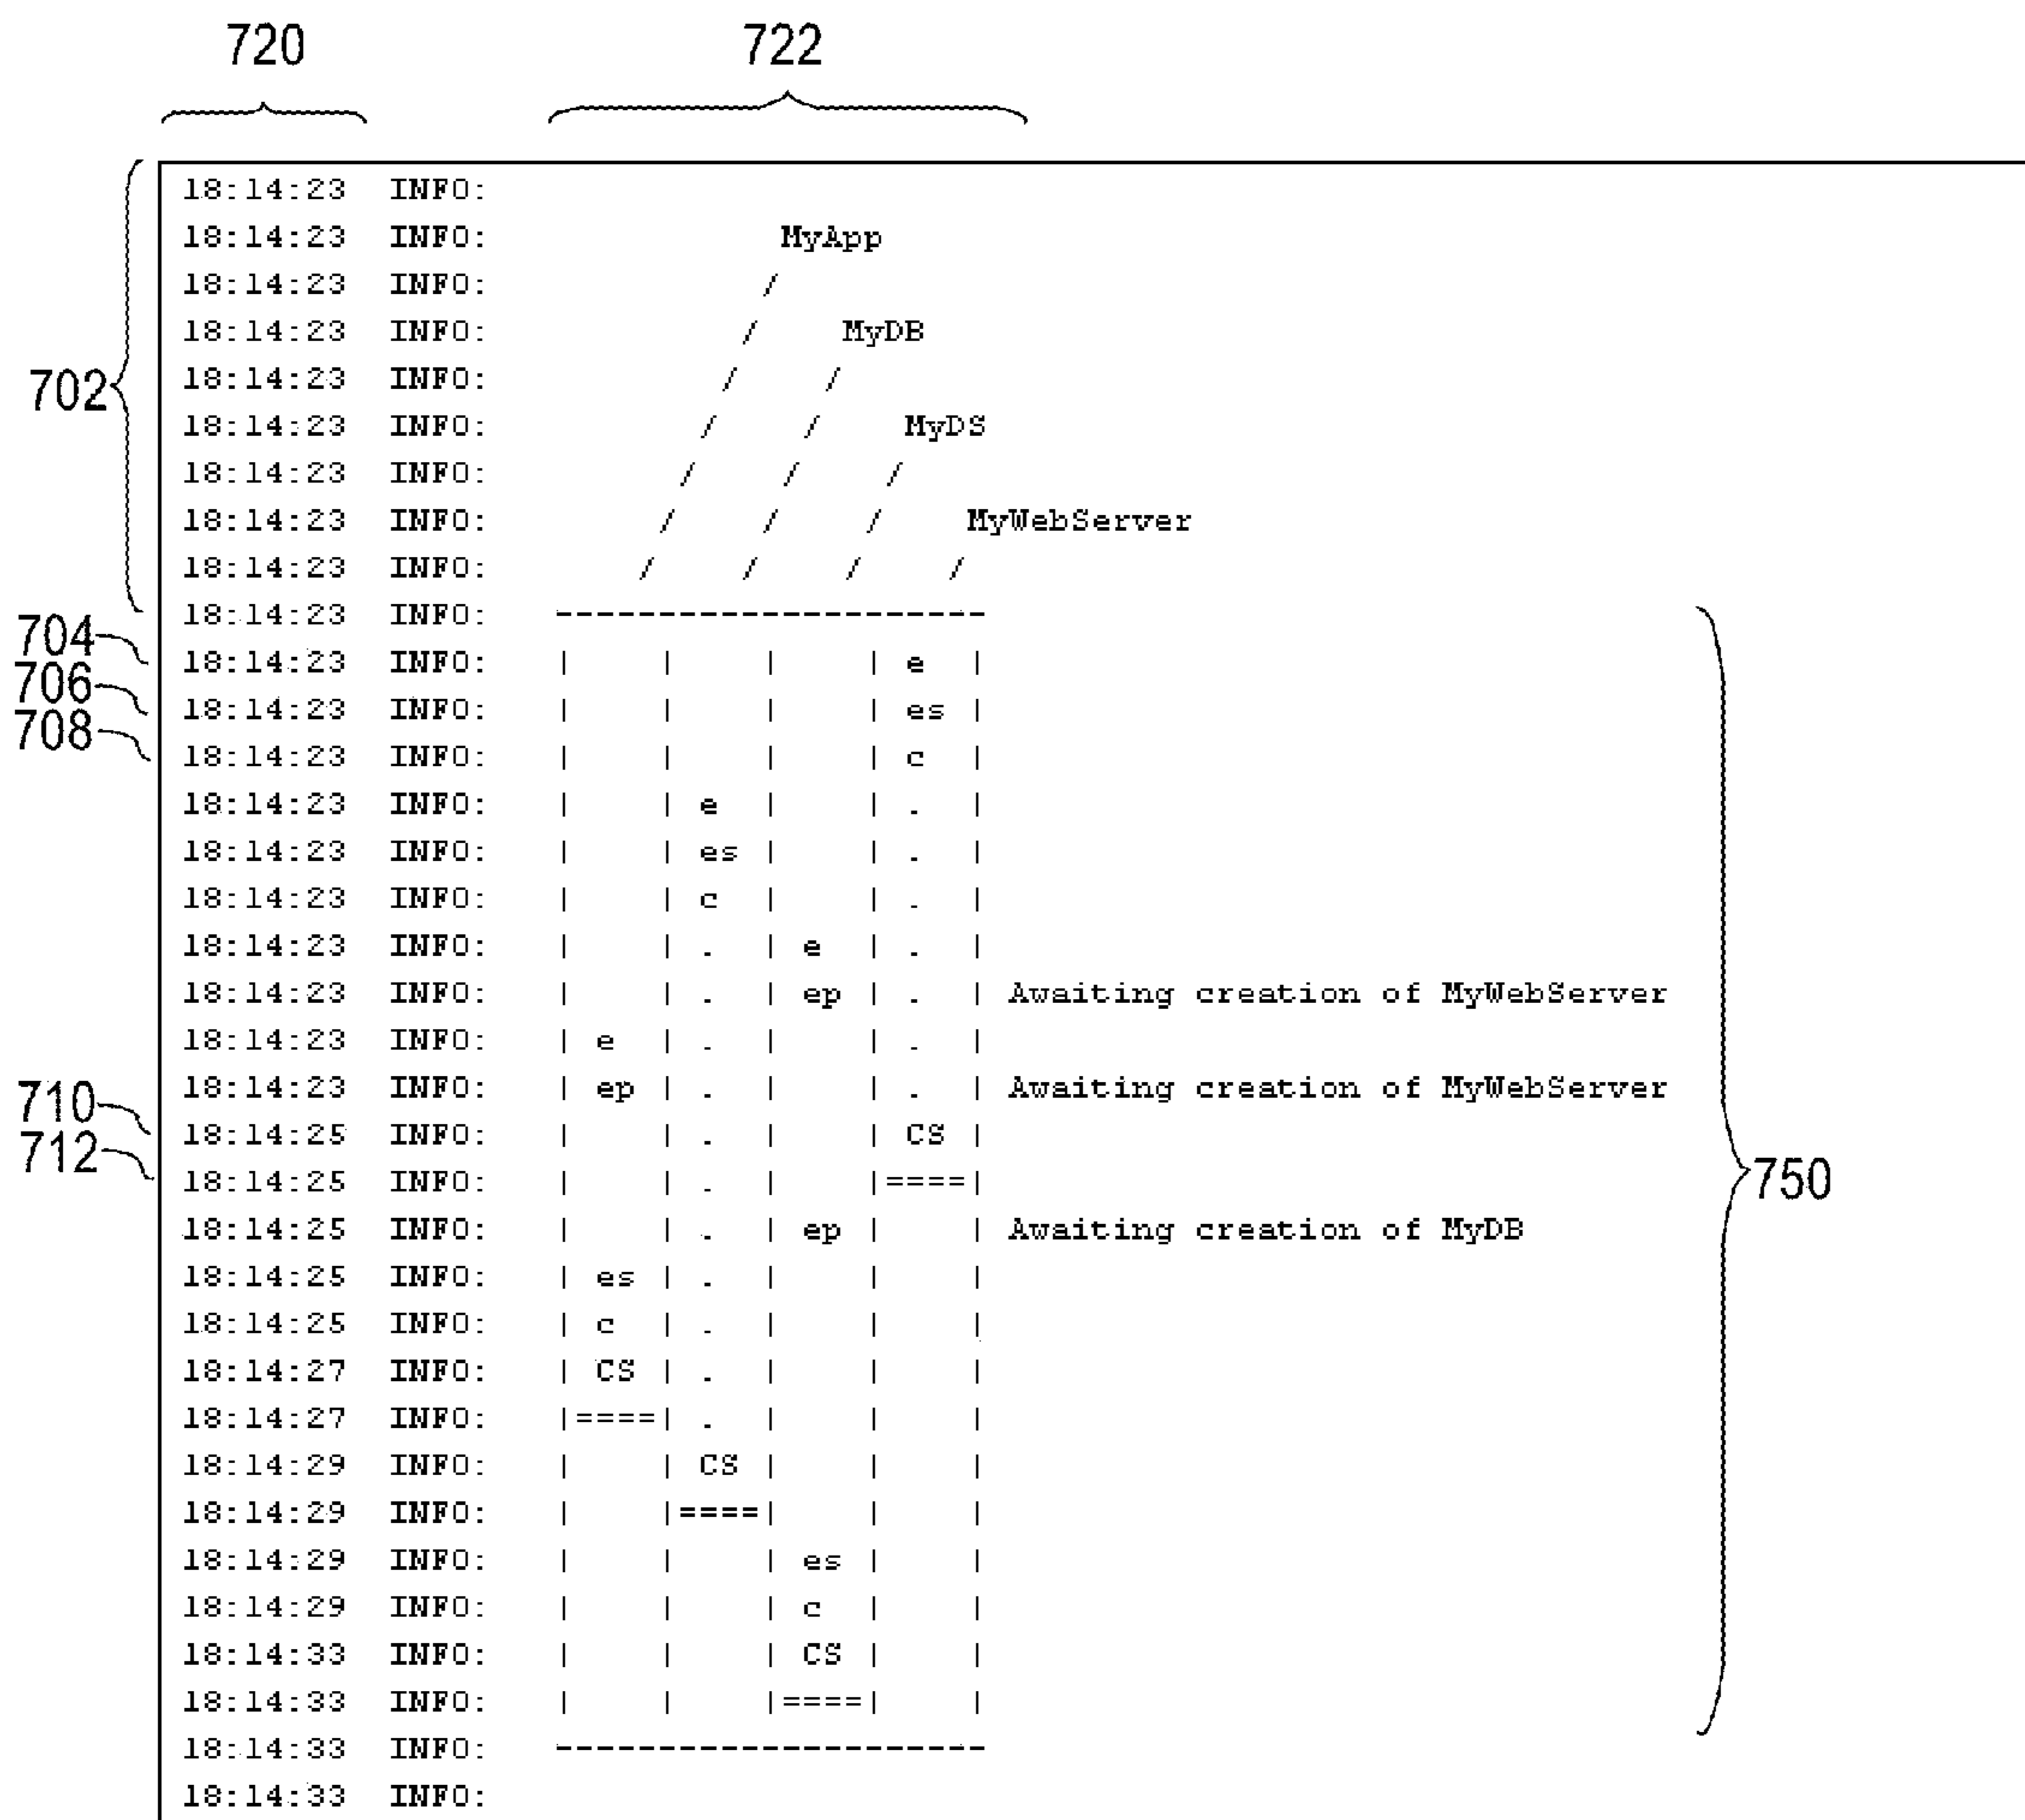 720 722
18:14:23 INFO:
18:14:23 INFO: MyApp
18:14:23 INFO: /
18:14:23 INFO: / MyDB
702 18:14:23 INFO: / /
18:14:23 INFO: / / MyDS
18:14:23 INFO: / / /
18:14:23 INFO: / / / MyWebServer
18:14:23 INFO: / / / /
18:14:23 INFO: ---------------------
704 18:14:23 INFO: | | | | e |
706 18:14:23 INFO: | | | | es |
708 18:14:23 INFO: | | | | c |
18:14:23 INFO: | | e | | . |
18:14:23 INFO: | | es | | . |
18:14:23 INFO: | | c | | . |
18:14:23 INFO: | | . | e | . |
18:14:23 INFO: | | . | ep | . | Awaiting creation of MyWebServer
18:14:23 INFO: | e | . | | . |
18:14:23 INFO: | ep | . | | . | Awaiting creation of MyWebServer
710 18:14:25 INFO: | | . | | CS |
712 18:14:25 INFO: | | . | |====| 750
18:14:25 INFO: | | . | ep | | Awaiting creation of MyDB
18:14:25 INFO: | es | . | | |
18:14:25 INFO: | c | . | | |
18:14:27 INFO: | CS | . | | |
18:14:27 INFO: |====| . | | |
18:14:29 INFO: | | CS | | |
18:14:29 INFO: | |====| | |
18:14:29 INFO: | | | es | |
18:14:29 INFO: | | | c | |
18:14:33 INFO: | | | CS | |
18:14:33 INFO: | | |====| |
18:14:33 INFO: ---------------------
18:14:33 INFO: